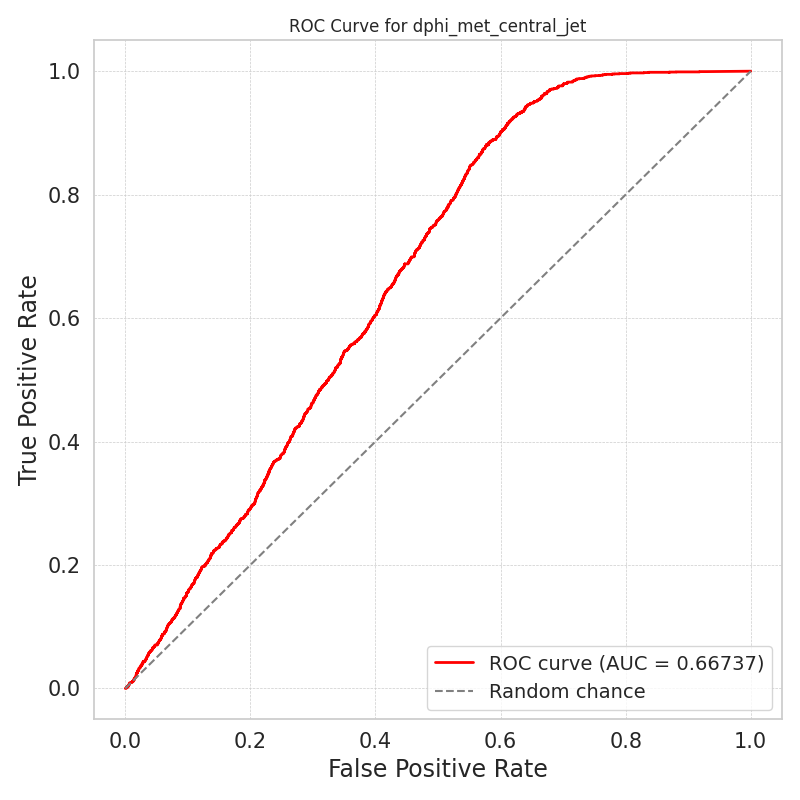 ROC Curve for dphi_met_central_jet
True Positive Rate
1.0
0.8
0.6
0.4
0.2
0.0
ROC curve (AUC = 0.66737)
Random chance
0.0 0.2 0.4 0.6 0.8 1.0
False Positive Rate